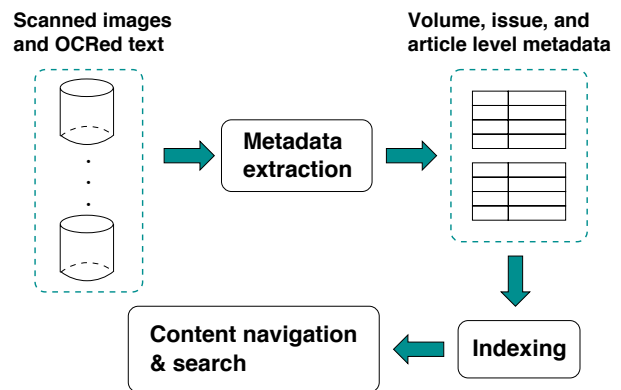 Scanned images
and OCRed text
Volume, issue, and
article level metadata
Metadata
extraction
Indexing
Content navigation
& search